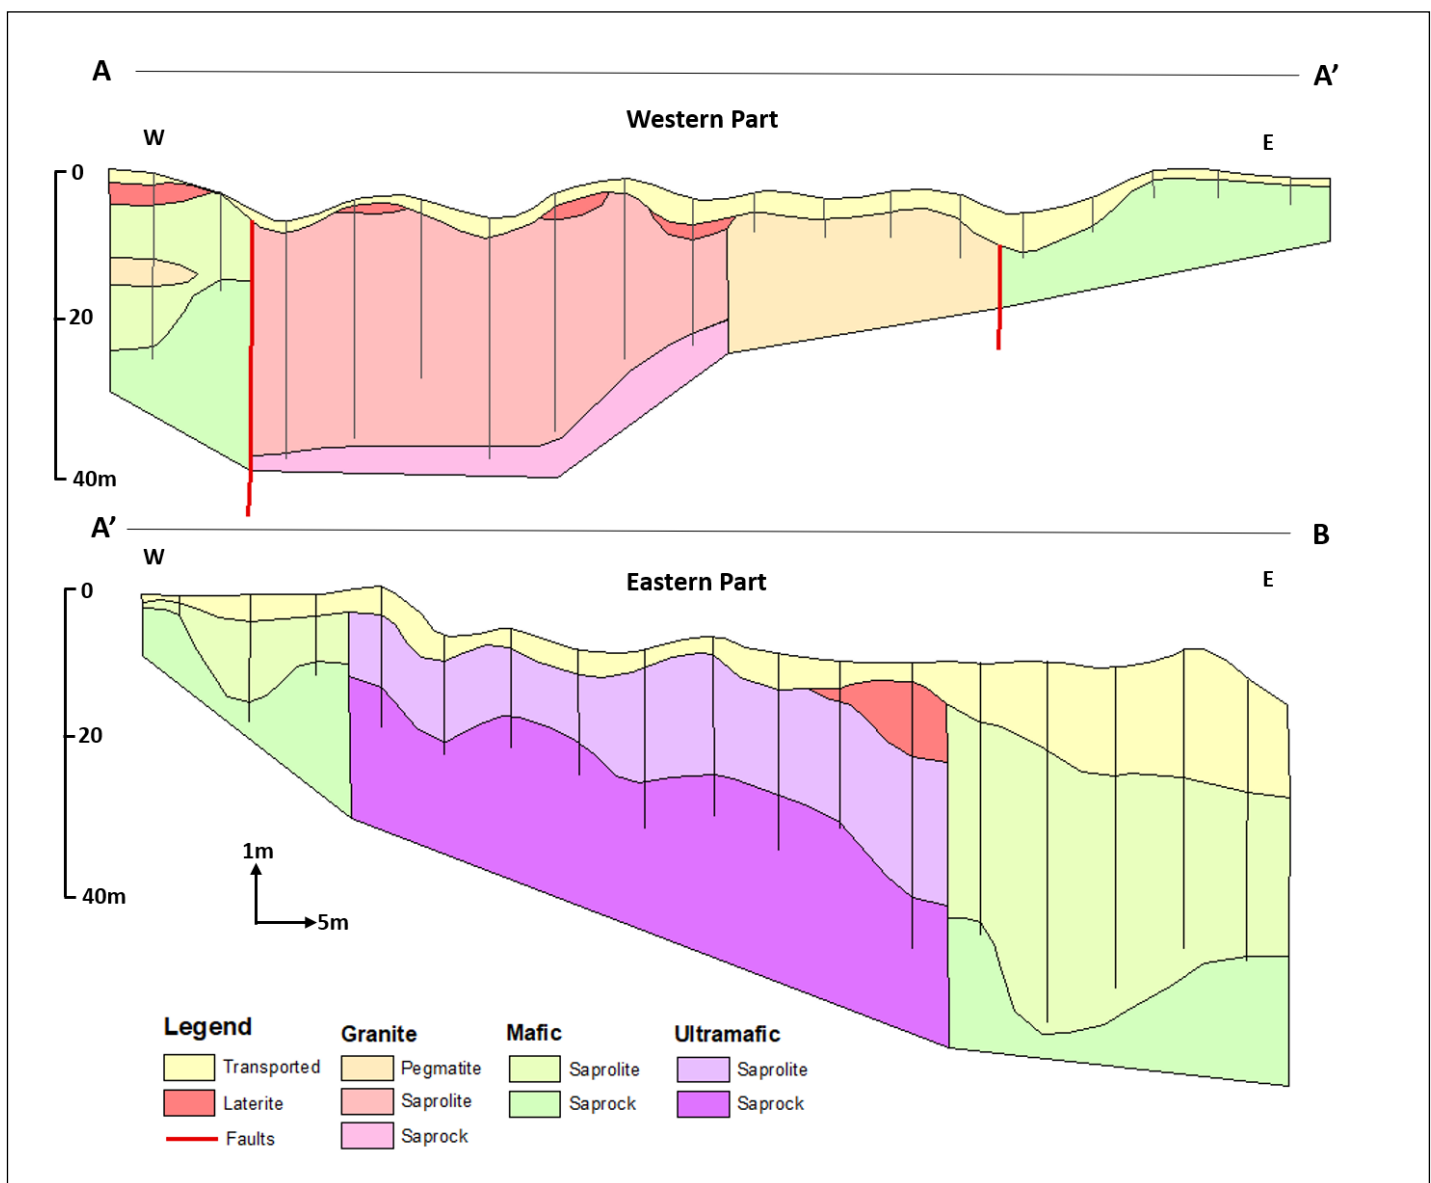 A A’
Western Part
W E
0
20
40m
A’ B
W
Eastern Part E
0
20
1m
40m
5m
Legend Granite Mafic Ultramafic
Transported Pegmatite Saprolite Saprolite
Laterite Saprolite Saprock Saprock
Faults Saprock